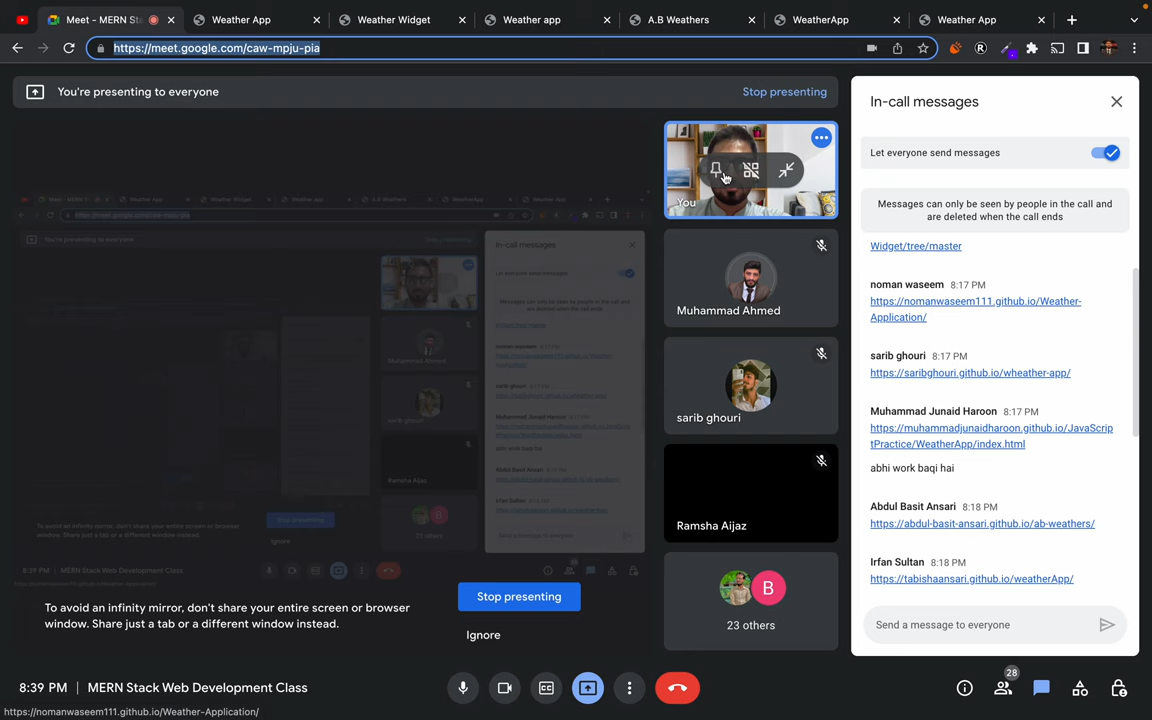 Meet - MERN St
Weather App
Weather Widget
Weather app
A.B Weathers
WeatherApp
Weather App
https://meet.google.com/caw-mpju-pia
You're presenting to everyone
Stop presenting
You
Muhammad Ahmed
sarib ghouri
Ramsha Aijaz
B
23 others
To avoid an infinity mirror, don't share your entire screen or browser
window. Share just a tab or a different window instead.
Stop presenting
Ignore
In-call messages
Let everyone send messages
Messages can only be seen by people in the call and
are deleted when the call ends
Widget/tree/master
noman waseem 8:17 PM
https://nomanwaseem111.github.io/Weather-
Application/
sarib ghouri 8:17 PM
https://saribghouri.github.io/wheather-app/
Muhammad Junaid Haroon 8:17 PM
https://muhammadjunaidharoon.github.io/JavaScrip
tPractice/WeatherApp/index.html
abhi work baqi hai
Abdul Basit Ansari 8:18 PM
https://abdul-basit-ansari.github.io/ab-weathers/
Irfan Sultan 8:18 PM
https://tabishaansari.github.io/weatherApp/
Send a message to everyone
8:39 PM | MERN Stack Web Development Class
28
https://nomanwaseem111.github.io/Weather-Application/